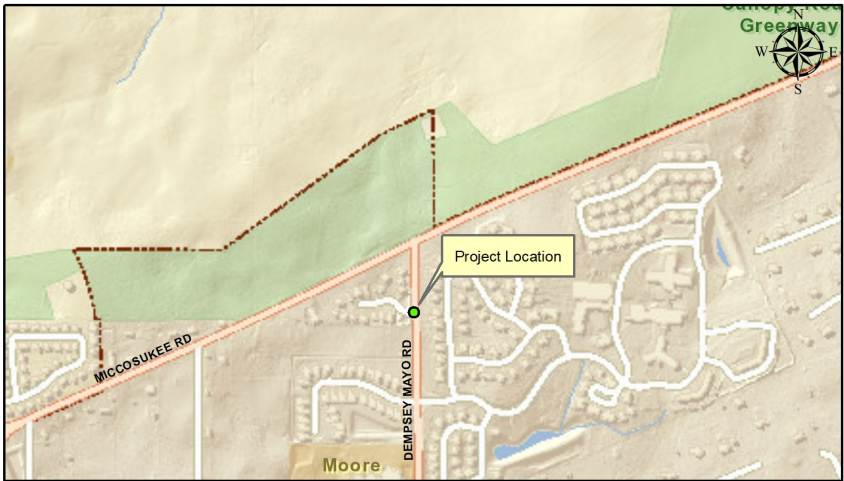 Greenway
N
W
E
S
Project Location
MICCOSUKEE RD
DEMPSEY MAYO RD
Moore